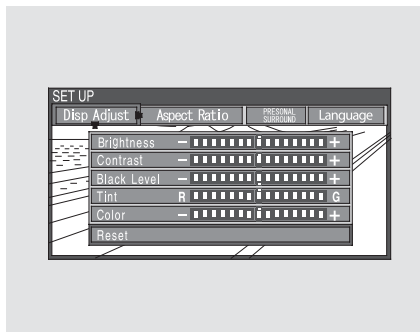 SET UP
Disp Adjust Aspect Ratio PRESONAL SURROUND Language
Brightness − +
Contrast − +
Black Level − +
Tint R G
Color − +
Reset